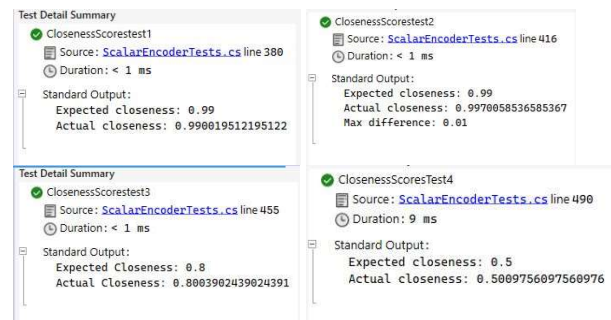 Test Detail Summary
ClosenessScorestest1
Source: ScalarEncoderTests.cs line 380
Duration: < 1 ms
Standard Output:
Expected closeness: 0.99
Actual closeness: 0.990019512195122
ClosenessScorestest2
Source: ScalarEncoderTests.cs line 416
Duration: < 1 ms
Standard Output:
Expected closeness: 0.99
Actual closeness: 0.9970058536585367
Max difference: 0.01
Test Detail Summary
ClosenessScorestest3
Source: ScalarEncoderTests.cs line 455
Duration: < 1 ms
Standard Output:
Expected Closeness: 0.8
Actual Closeness: 0.8003902439024391
ClosenessScoresTest4
Source: ScalarEncoderTests.cs line 490
Duration: 9 ms
Standard Output:
Expected closeness: 0.5
Actual closeness: 0.5009756097560976